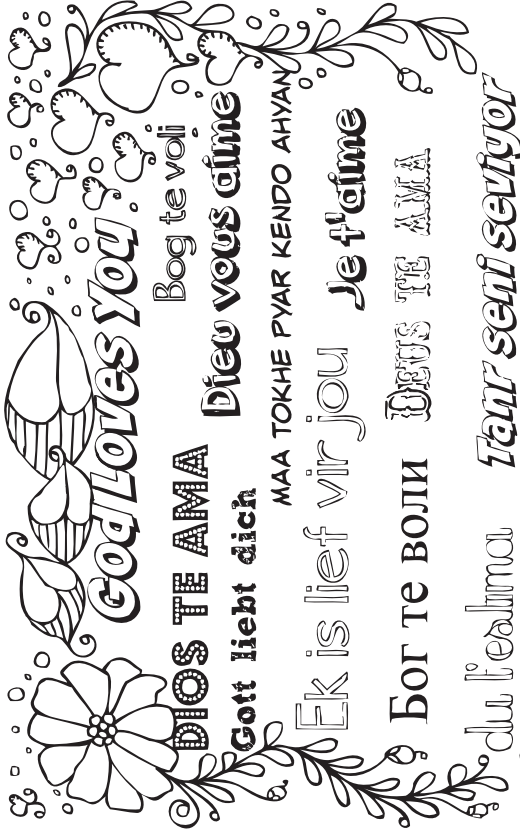 God Loves You
DIOS TE AMA
Bog te voli
Gott liebt dich
Dieu vous aime
MAA TOKHE PYAR KENDO AHYAN
Ek is lief vir jou
Je t'aime
Бог те воли
DEUS TE AMA
du l'estima
Tanr seni seviyor